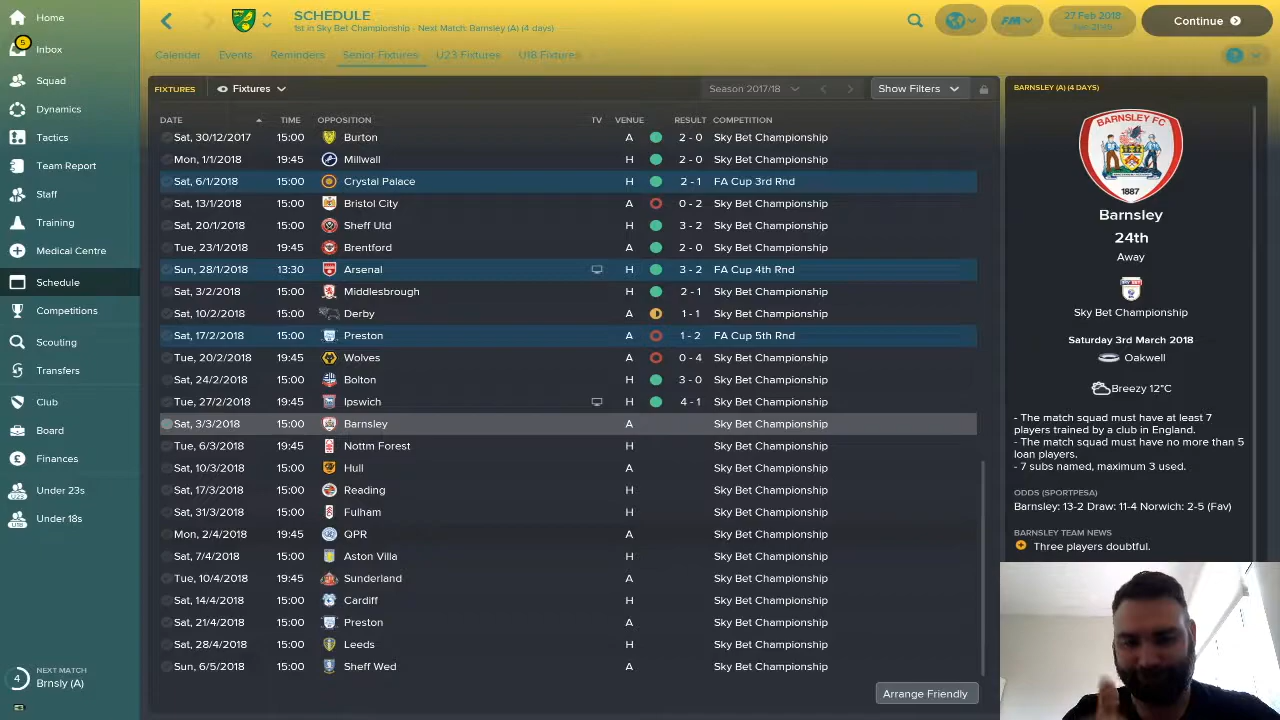 Home
5
Inbox
Squad
Dynamics
Tactics
Team Report
Staff
Training
Medical Centre
Schedule
Competitions
Scouting
Transfers
Club
Board
Finances
Under 23s
Under 18s
NEXT MATCH
4
Brnsly (A)
SCHEDULE
1st in Sky Bet Championship - Next Match: Barnsley (A) (4 days)
FM
27 Feb 2018
Continue
Calendar Events Reminders Senior Fixtures U23 Fixtures U18 Fixtures
FIXTURES Fixtures Season 2017/18 Show Filters
DATE TIME OPPOSITION TV VENUE RESULT COMPETITION
Sat, 30/12/2017 15:00 Burton A 2 - 0 Sky Bet Championship
Mon, 1/1/2018 19:45 Millwall H 2 - 0 Sky Bet Championship
Sat, 6/1/2018 15:00 Crystal Palace H 2 - 1 FA Cup 3rd Rnd
Sat, 13/1/2018 15:00 Bristol City A 0 - 2 Sky Bet Championship
Sat, 20/1/2018 15:00 Sheff Utd H 3 - 2 Sky Bet Championship
Tue, 23/1/2018 19:45 Brentford A 2 - 0 Sky Bet Championship
Sun, 28/1/2018 13:30 Arsenal H 3 - 2 FA Cup 4th Rnd
Sat, 3/2/2018 15:00 Middlesbrough H 2 - 1 Sky Bet Championship
Sat, 10/2/2018 15:00 Derby A 1 - 1 Sky Bet Championship
Sat, 17/2/2018 15:00 Preston A 1 - 2 FA Cup 5th Rnd
Tue, 20/2/2018 19:45 Wolves A 0 - 4 Sky Bet Championship
Sat, 24/2/2018 15:00 Bolton H 3 - 0 Sky Bet Championship
Tue, 27/2/2018 19:45 Ipswich H 4 - 1 Sky Bet Championship
Sat, 3/3/2018 15:00 Barnsley A Sky Bet Championship
Tue, 6/3/2018 19:45 Nottm Forest H Sky Bet Championship
Sat, 10/3/2018 15:00 Hull A Sky Bet Championship
Sat, 17/3/2018 15:00 Reading H Sky Bet Championship
Sat, 31/3/2018 15:00 Fulham H Sky Bet Championship
Mon, 2/4/2018 19:45 QPR A Sky Bet Championship
Sat, 7/4/2018 15:00 Aston Villa H Sky Bet Championship
Tue, 10/4/2018 19:45 Sunderland A Sky Bet Championship
Sat, 14/4/2018 15:00 Cardiff H Sky Bet Championship
Sat, 21/4/2018 15:00 Preston A Sky Bet Championship
Sat, 28/4/2018 15:00 Leeds H Sky Bet Championship
Sun, 6/5/2018 15:00 Sheff Wed A Sky Bet Championship
Arrange Friendly
BARNSLEY (A) (4 DAYS)
BARNSLEY FC
1887
Barnsley
24th
Away
Sky Bet Championship
Saturday 3rd March 2018
Oakwell
Breezy 12°C
- The match squad must have at least 7
players trained by a club in England.
- The match squad must have no more than 5
loan players.
- 7 subs named, maximum 3 used.
ODDS (SPORTPESA)
Barnsley: 13-2 Draw: 11-4 Norwich: 2-5 (Fav)
BARNSLEY TEAM NEWS
Three players doubtful.